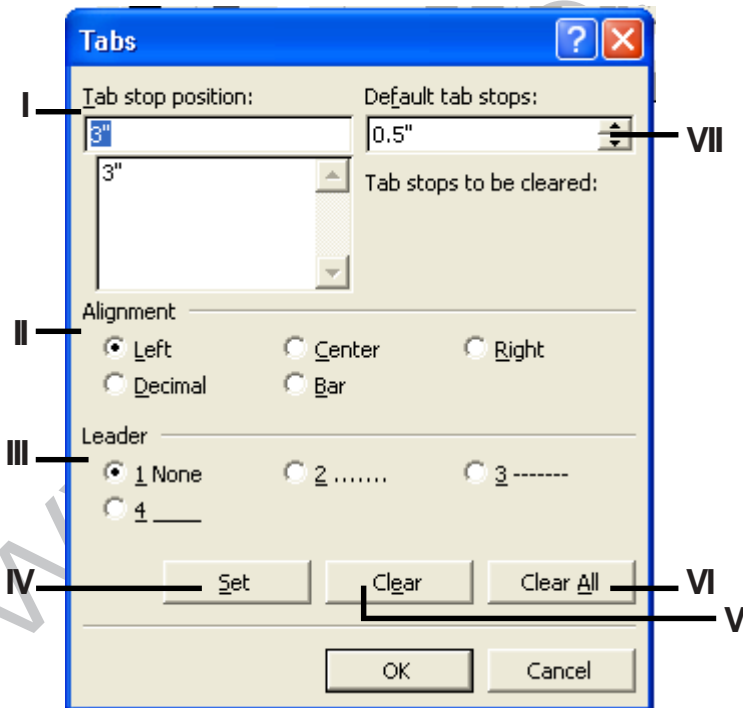 Tabs
I Tab stop position: Default tab stops:
3" 0.5" VII
3" Tab stops to be cleared:
II Alignment
Left Center Right
Decimal Bar
III Leader
1 None 2 ....... 3 -------
4 ____
IV Set Clear Clear All VI
V
OK Cancel